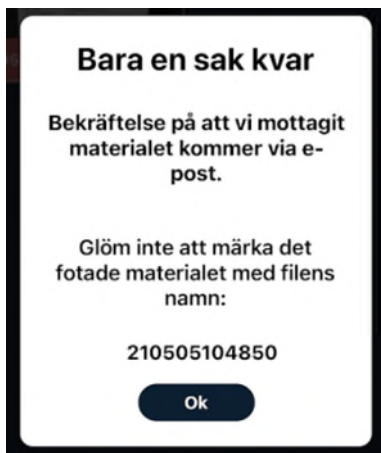 Bara en sak kvar
Bekräftelse på att vi mottagit
materialet kommer via e-
post.
Glöm inte att märka det
fotade materialet med filens
namn:
210505104850
Ok